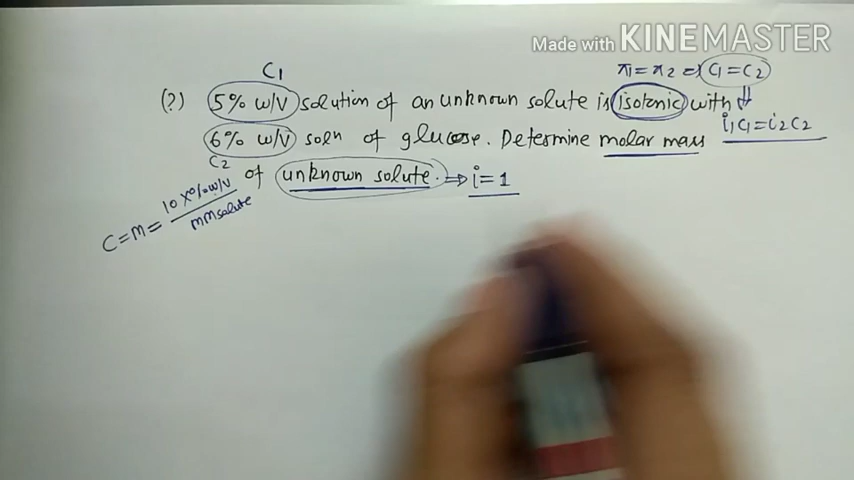 Made with KINEMASTER
C1 π1=π2 ⇒ C1=C2
(?) 5% w/v solution of an unknown solute is isotonic with
i1C1=i2C2
6% w/v soln of glucose. Determine molar mass
C2
of unknown solute. → i=1
C=M= 10 x % w/v / MM solute